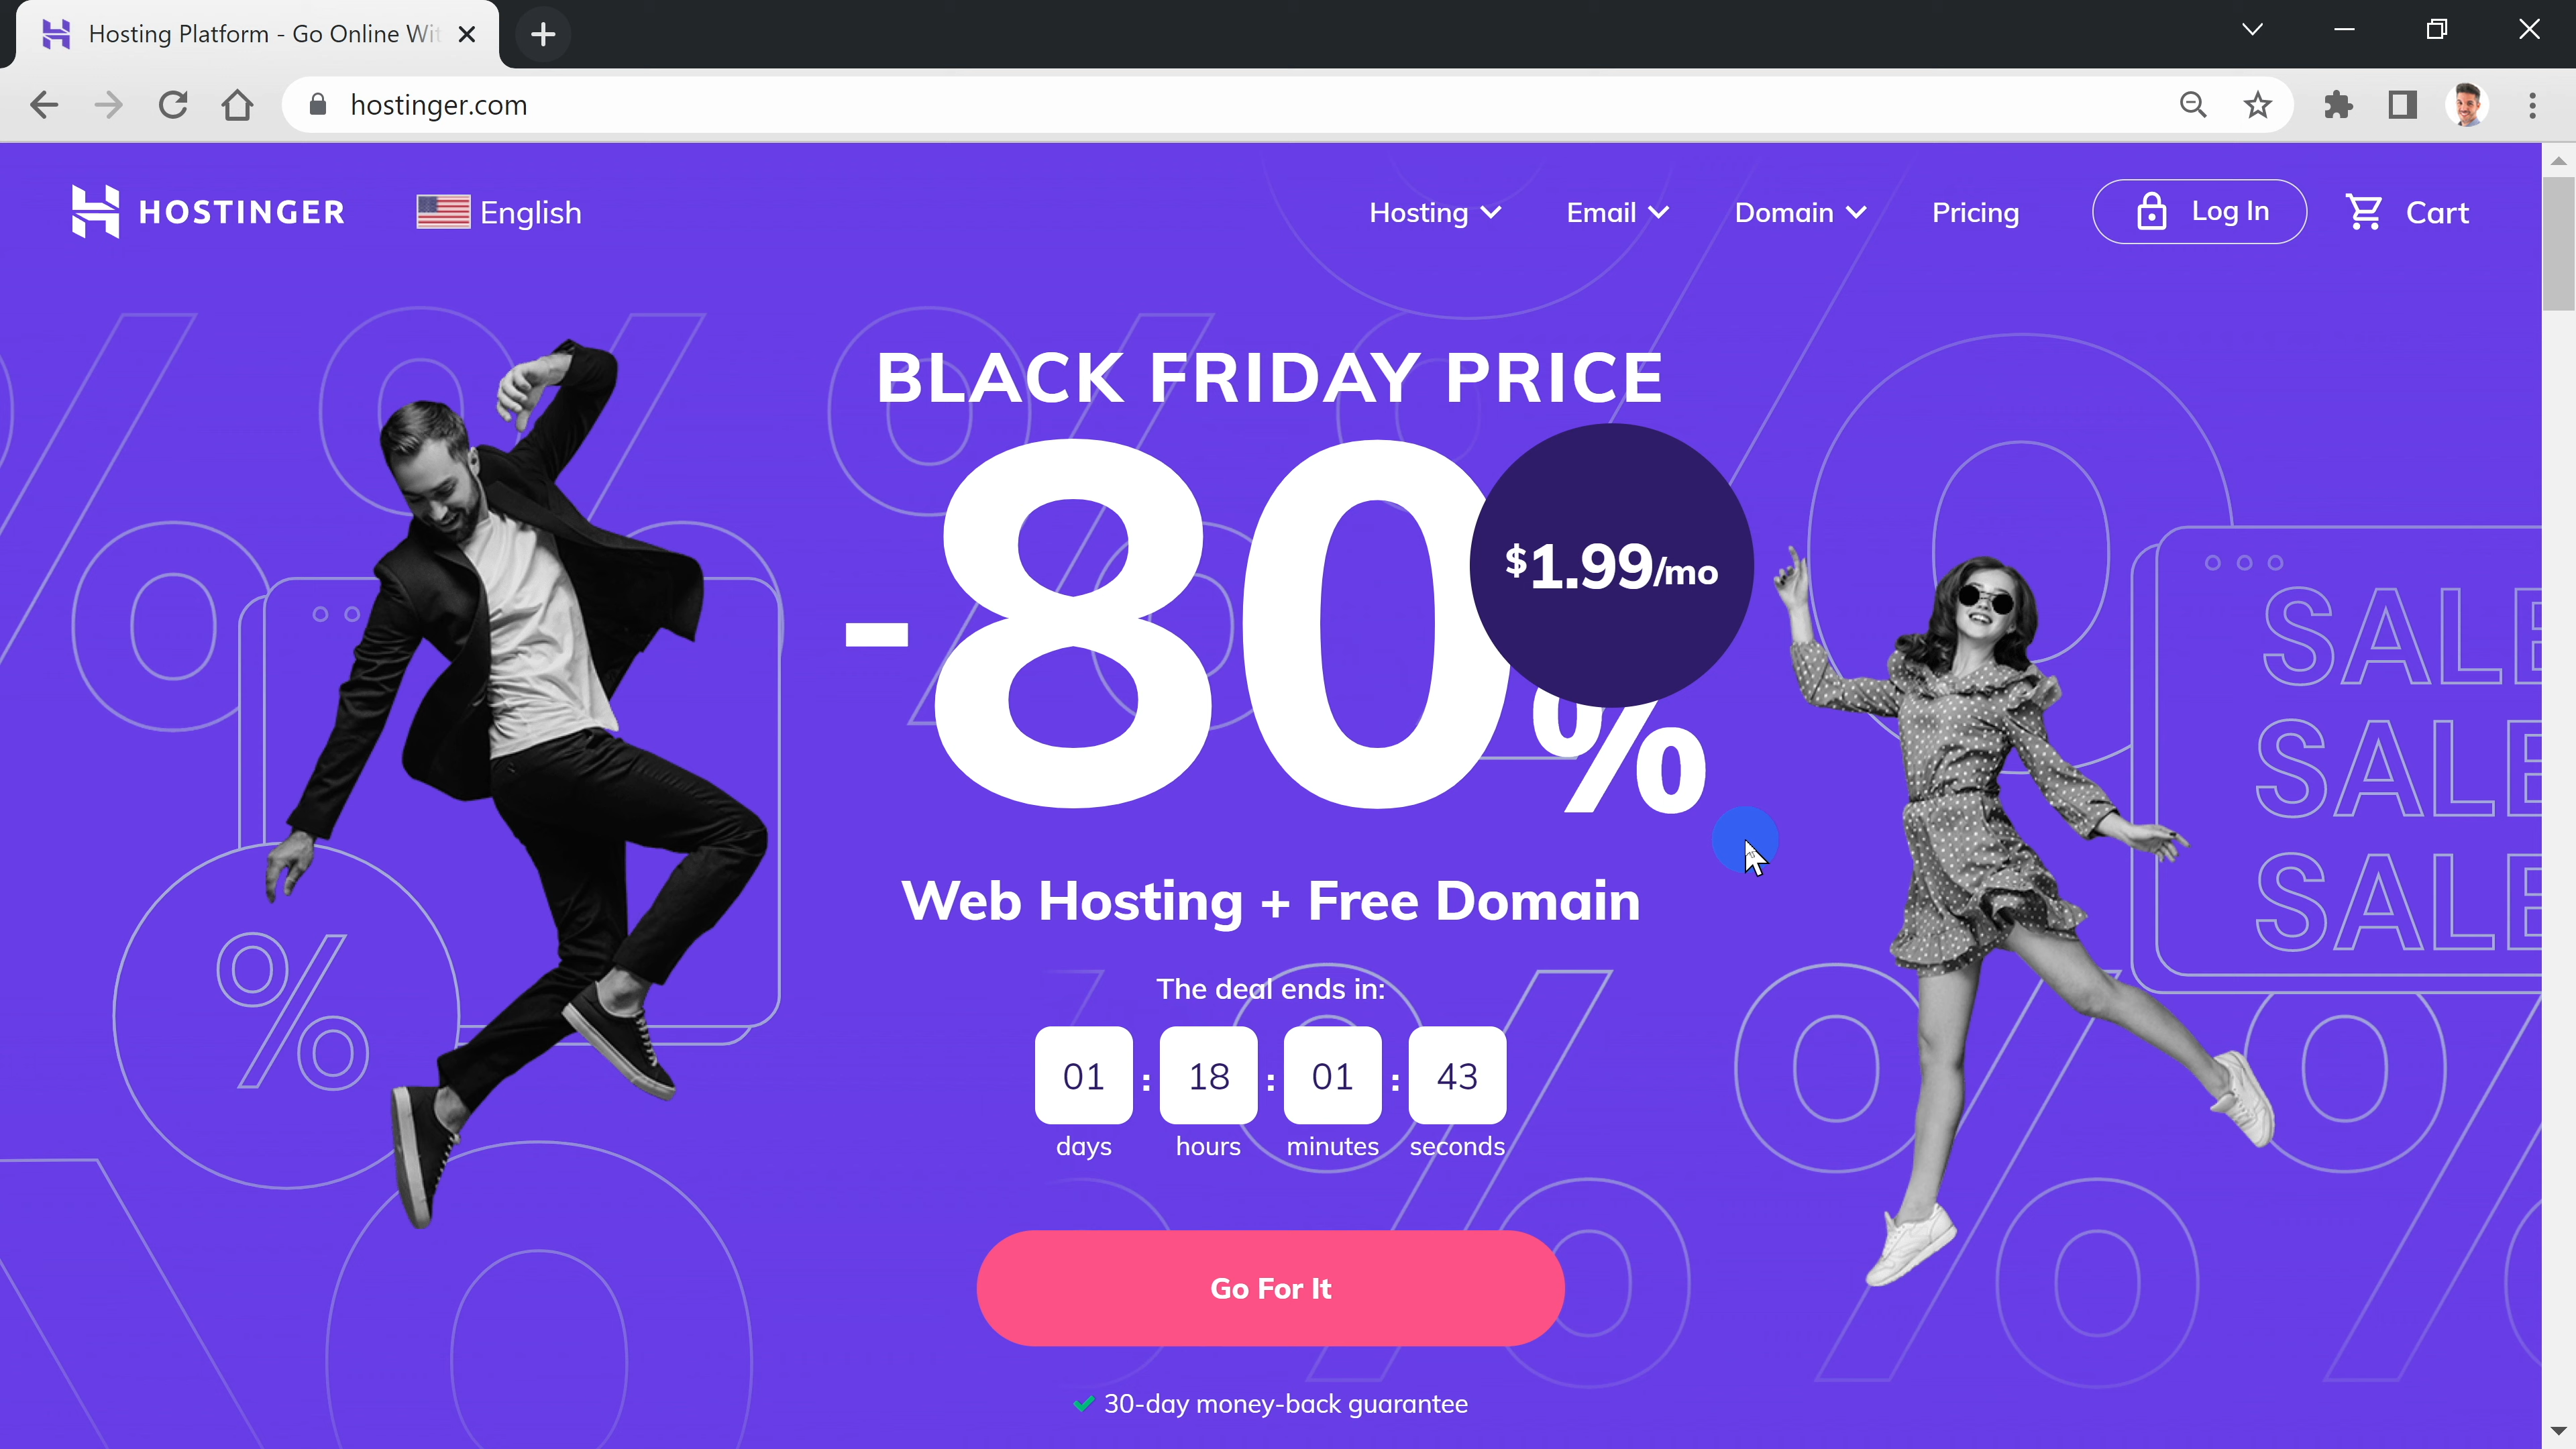 Hosting Platform - Go Online Wit
hostinger.com
HOSTINGER
English
Hosting
Email
Domain
Pricing
Log In
Cart
BLACK FRIDAY PRICE
-80%
$1.99/mo
SALE
SALE
SALE
%
Web Hosting + Free Domain
The deal ends in:
01 : 18 : 01 : 43
days hours minutes seconds
Go For It
30-day money-back guarantee